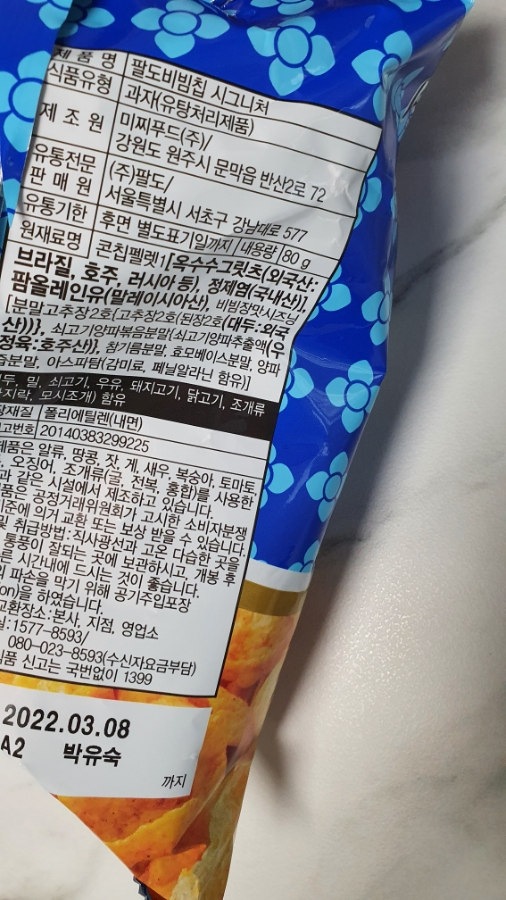 제 품 명 팔도비빔칩 시그니처
식품유형 과자(유탕처리제품)
제 조 원 미찌푸드(주)/
강원도 원주시 문막읍 반산2로 72
유통전문
판 매 원 (주)팔도/
서울특별시 서초구 강남대로 577
유통기한 후면 별도표기일까지 내용량 80 g
원재료명 콘칩펠렛1[옥수수그릿츠(외국산:
브라질, 호주, 러시아 등), 정제염(국내산)],
팜올레인유(말레이시아산), 비빔장맛시즈닝
[분말고추장2호{고추장2호(된장2호(대두:외국
산))}, 쇠고기양파볶음분말{쇠고기양파추출액(우
정육:호주산)}, 참기름분말, 효모베이스분말, 양파
즙분말, 아스파탐(감미료, 페닐알라닌 함유)]
대두, 밀, 쇠고기, 우유, 돼지고기, 닭고기, 조개류
바지락, 모시조개) 함유
폴리에틸렌(내면)
20140383299225
제품은 알류, 땅콩, 잣, 게, 새우, 복숭아, 토마토,
오징어, 조개류(굴, 전복, 홍합)를 사용한
과 같은 시설에서 제조하고 있습니다.
품은 공정거래위원회가 고시한 소비자분쟁
기준에 의거 교환 또는 보상 받을 수 있습니다.
및 취급방법:직사광선과 고온 다습한 곳을
통풍이 잘되는 곳에 보관하시고, 개봉 후
른 시간내에 드시는 것이 좋습니다.
의 파손을 막기 위해 공기주입포장
on)을 하였습니다.
교환장소:본사, 지점, 영업소
실:1577-8593/
080-023-8593(수신자요금부담)
식품 신고는 국번없이 1399
2022.03.08
A2 박유숙
까지